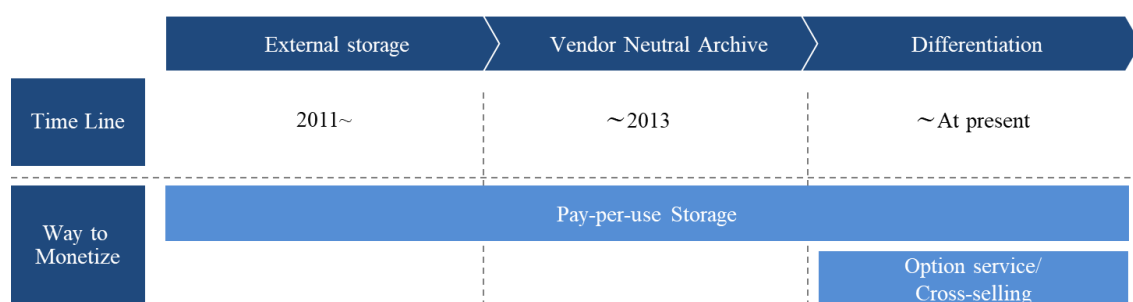 External storage
Vendor Neutral Archive
Differentiation
Time Line
2011~
～2013
～At present
Way to
Monetize
Pay-per-use Storage
Option service/
Cross-selling